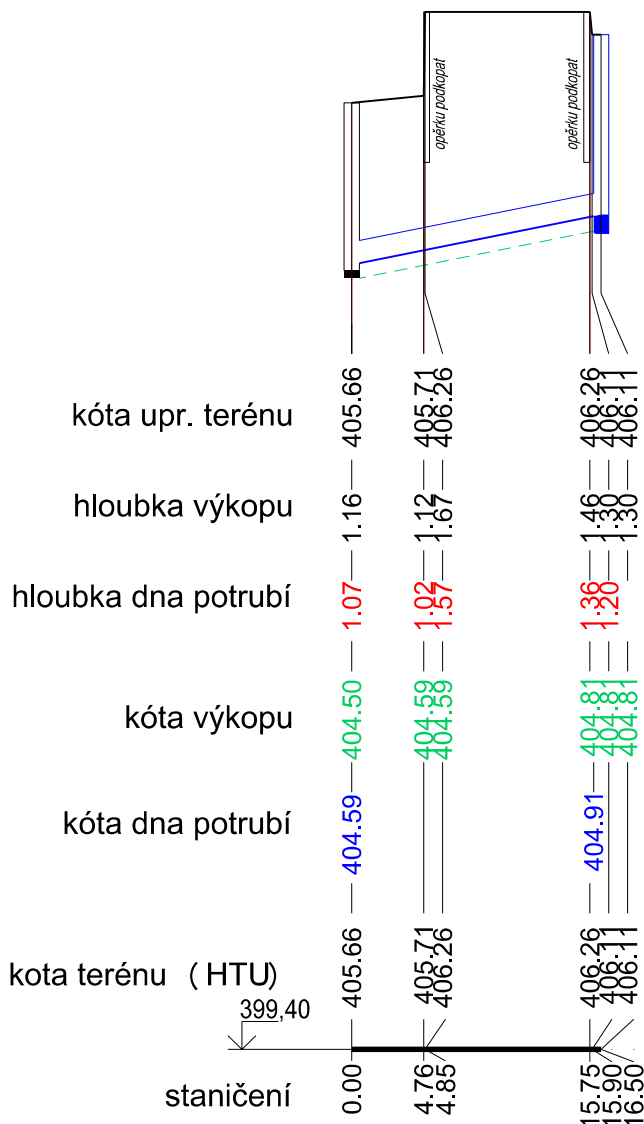 opěrku podkopat
opěrku podkopat
kóta upr. terénu 405.66 405.71 406.26 406.26 406.11 406.11
hloubka výkopu 1.16 1.12 1.67 1.46 1.30 1.30
hloubka dna potrubí 1.07 1.02 1.57 1.36 1.20
kóta výkopu 404.50 404.59 404.59 404.81 404.81 404.81
kóta dna potrubí 404.59 404.91
kota terénu ( HTU) 405.66 405.71 406.26 406.26 406.11 406.11
399,40
staničení 0.00 4.76 4.85 15.75 15.90 16.50